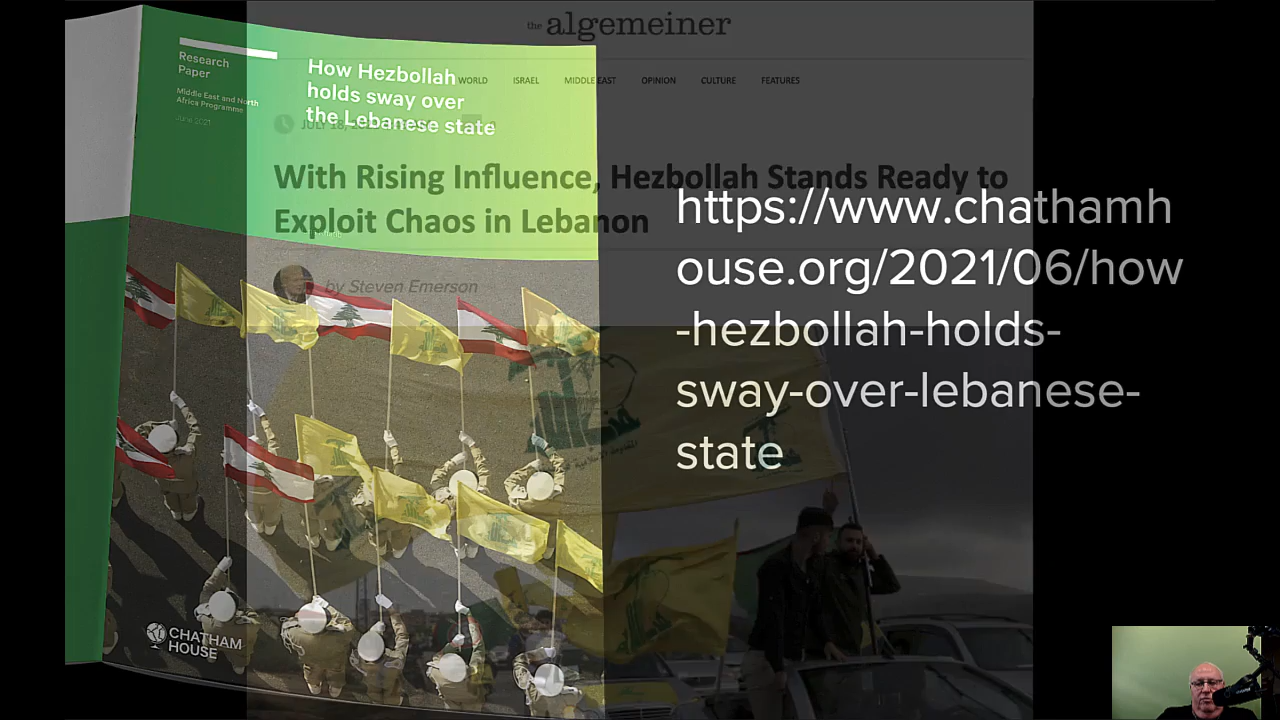 the algemeiner
WORLD ISRAEL MIDDLE EAST OPINION CULTURE FEATURES
Research
Paper
Middle East and North
Africa Programme
June 2021
How Hezbollah
holds sway over
the Lebanese state
JULY 18,
With Rising Influence, Hezbollah Stands Ready to
Exploit Chaos in Lebanon
by Steven Emerson
https://www.chathamh
ouse.org/2021/06/how
-hezbollah-holds-
sway-over-lebanese-
state
CHATHAM
HOUSE